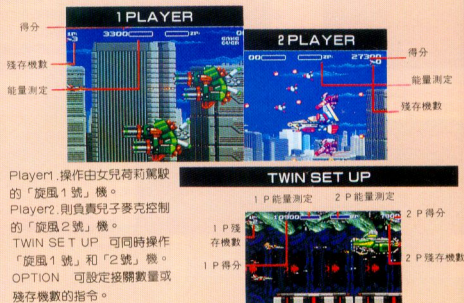 1 PLAYER
得分
殘存機數
能量測定
3300
2 PLAYER
27300
得分
能量測定
殘存機數
Player1.操作由女兒荷莉駕駛
的「旋風1號」機。
Player2.則負責兒子麥克控制
的「旋風2號」機。
TWIN SET UP 可同時操作
「旋風1號」和「2號」機。
OPTION 可設定接關數量或
殘存機數的指令。
TWIN SET UP
1 P能量測定
2 P能量測定
1 P殘
存機數
1 P得分
2 P得分
2 P殘存機數
10900